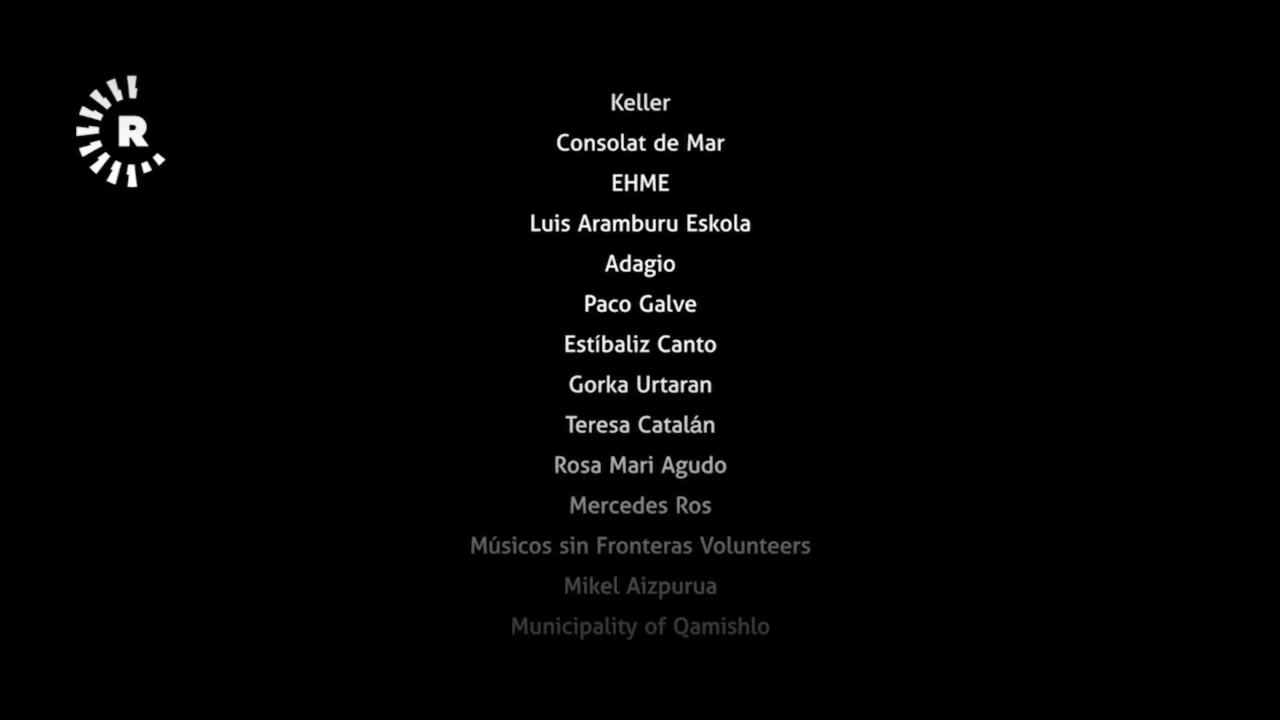 R
Keller
Consolat de Mar
EHME
Luis Aramburu Eskola
Adagio
Paco Galve
Estíbaliz Canto
Gorka Urtaran
Teresa Catalán
Rosa Mari Agudo
Mercedes Ros
Músicos sin Fronteras Volunteers
Mikel Aizpurua
Municipality of Qamishlo